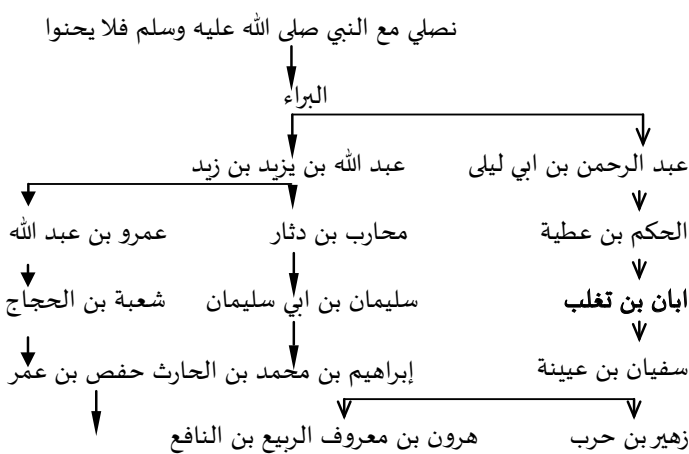 نصلي مع النبي صلى الله عليه وسلم فلا يحنوا
البراء
عبد الرحمن بن ابي ليلى عبد الله بن يزيد بن زيد
الحكم بن عطية محارب بن دثار عمرو بن عبد الله
ابان بن تغلب سليمان بن ابي سليمان شعبة بن الحجاج
سفيان بن عيينة إبراهيم بن محمد بن الحارث حفص بن عمر
زهير بن حرب هرون بن معروف الربيع بن النافع